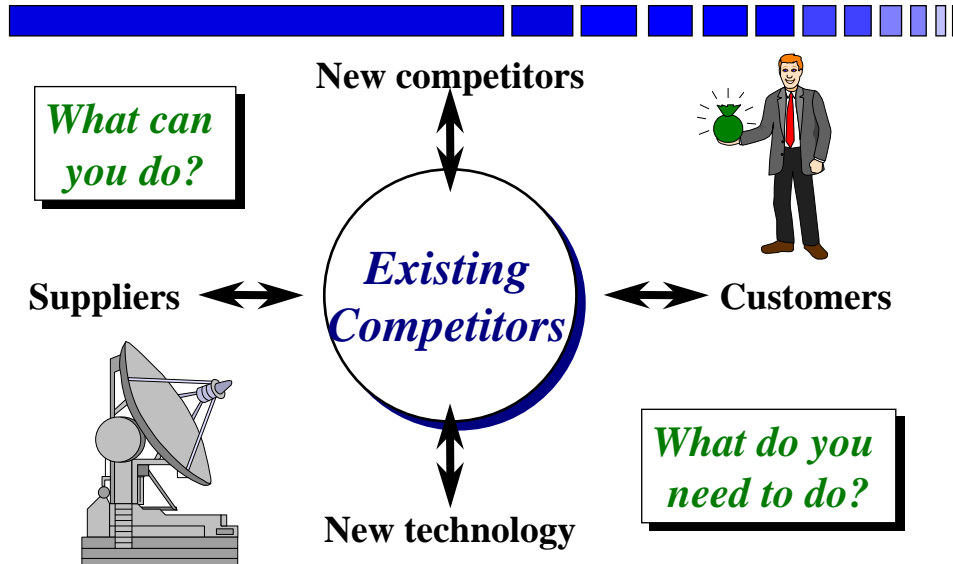 New competitors
What can
you do?
Existing
Competitors
Suppliers
Customers
What do you
need to do?
New technology